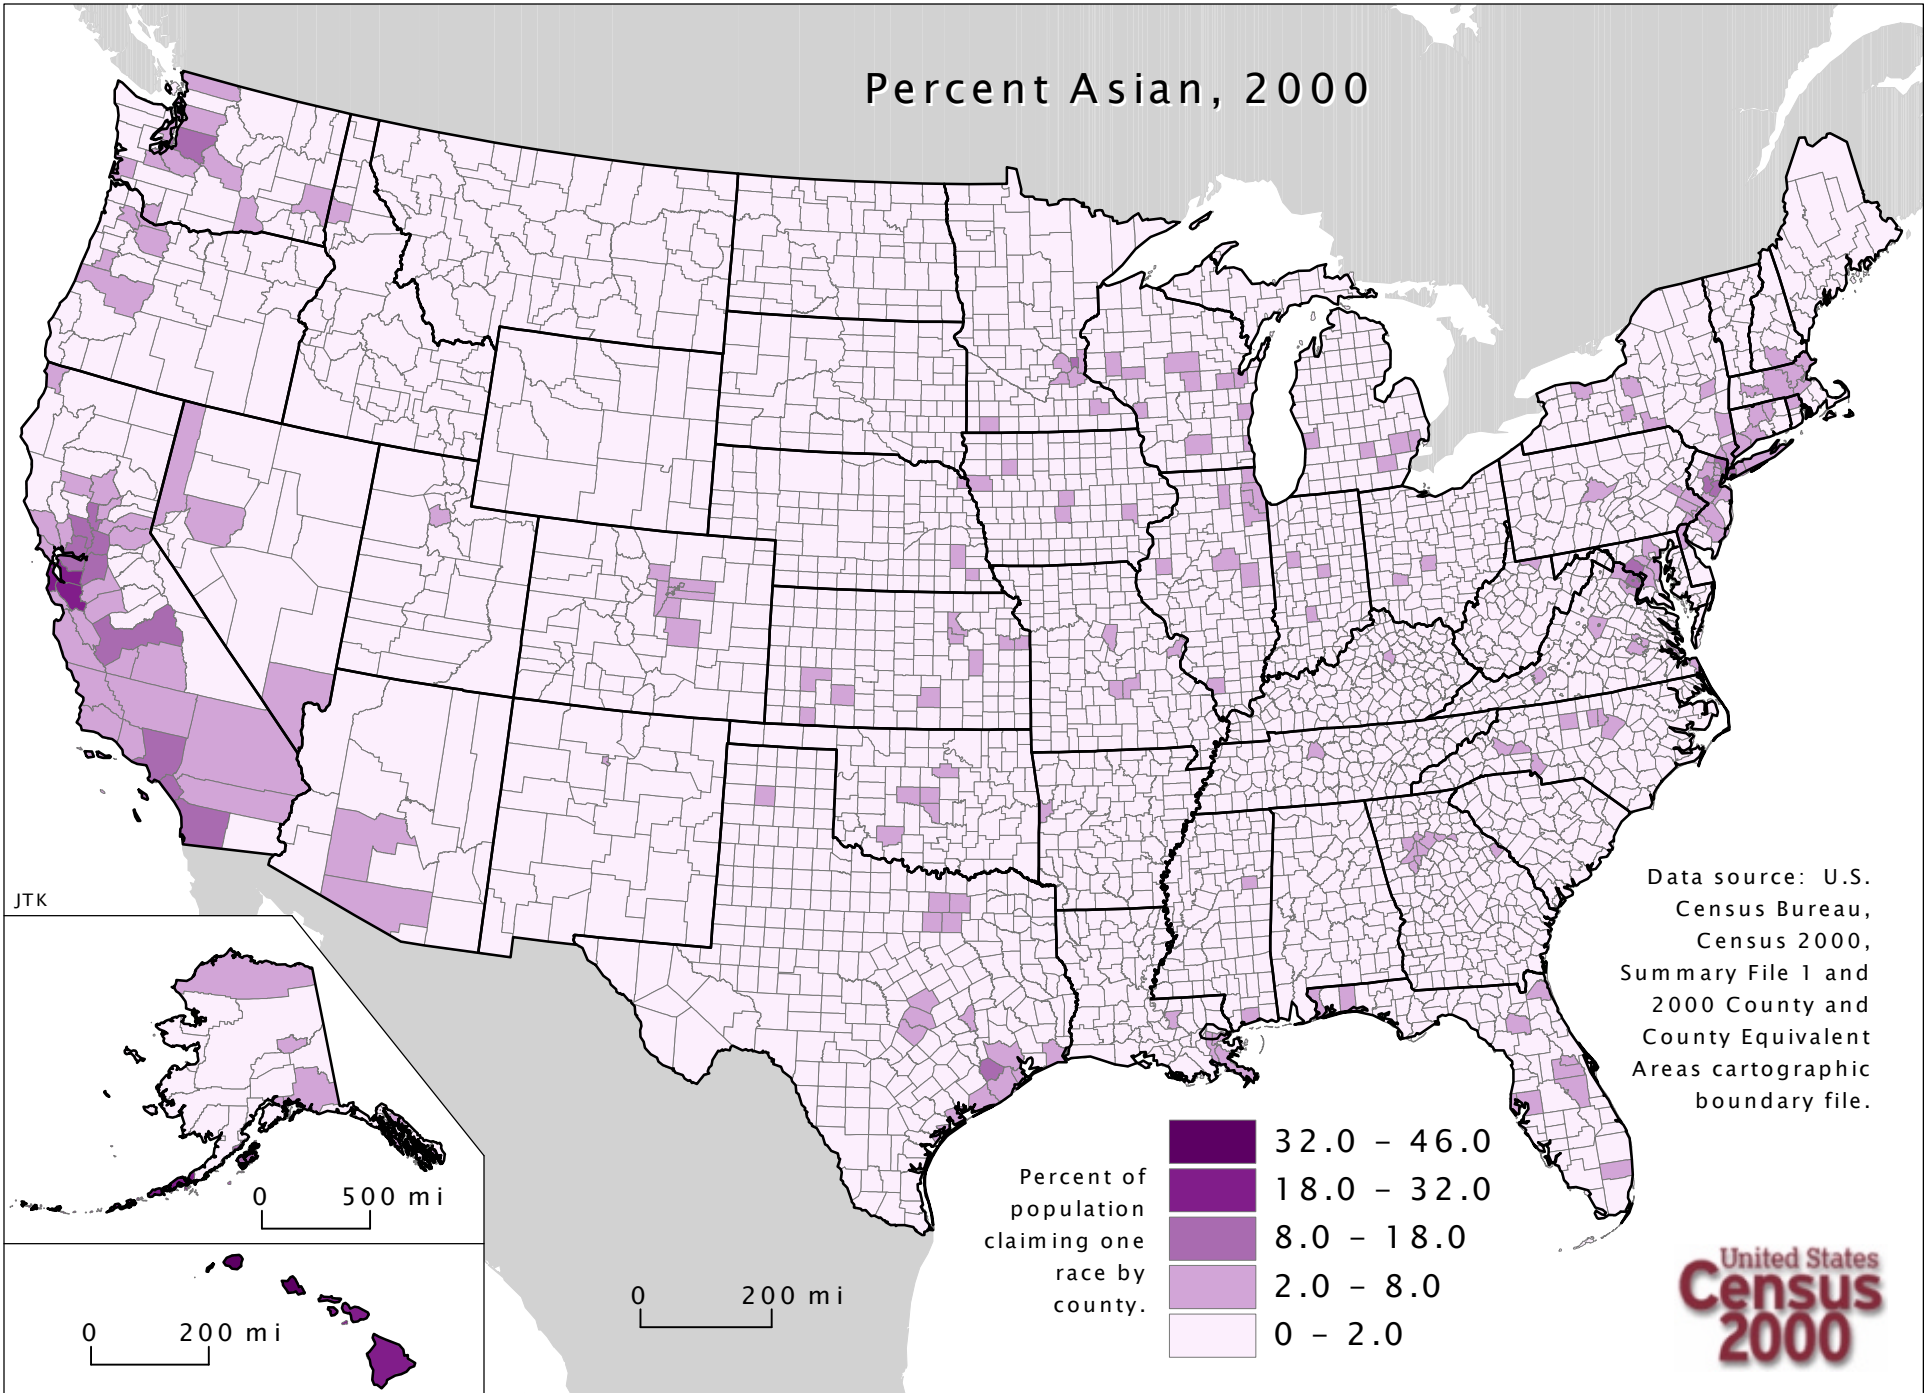 Percent Asian, 2000
JTK
Data source: U.S.
Census Bureau,
Census 2000,
Summary File 1 and
2000 County and
County Equivalent
Areas cartographic
boundary file.
0 500 mi
0 200 mi
0 200 mi
Percent of
population
claiming one
race by
county.
32.0 – 46.0
18.0 – 32.0
8.0 – 18.0
2.0 – 8.0
0 – 2.0
United States
Census
2000